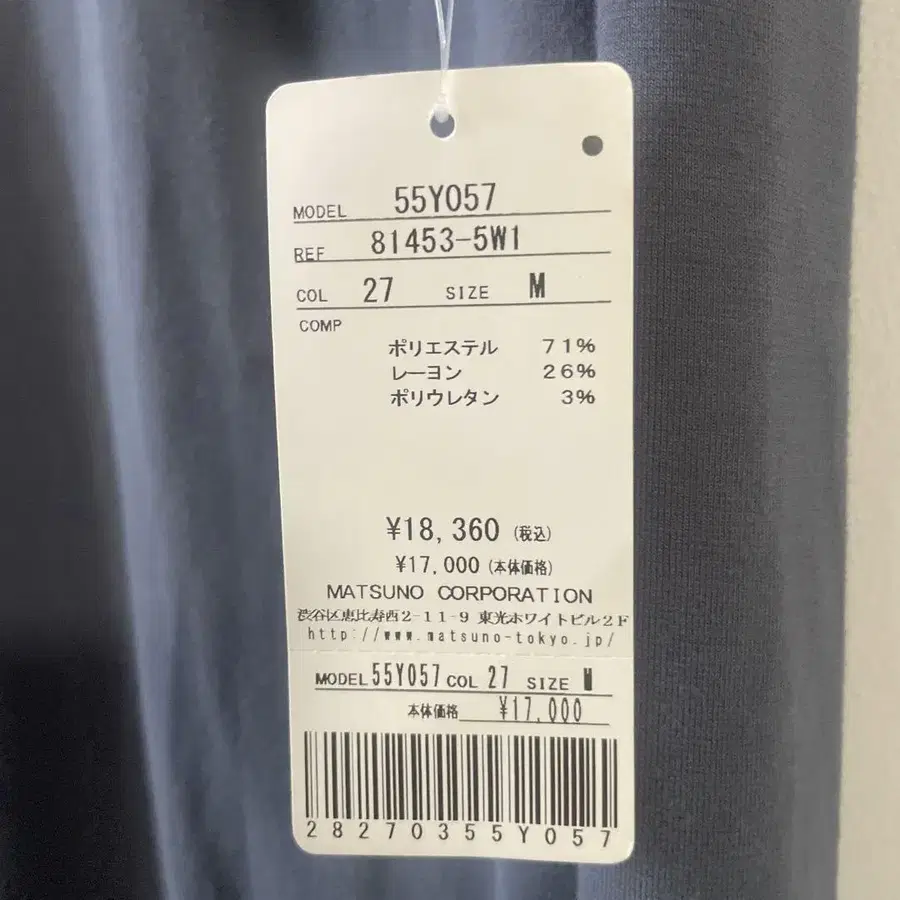 MODEL 55Y057
REF 81453-5W1
COL 27 SIZE M
COMP
ポリエステル 71%
レーヨン 26%
ポリウレタン 3%
¥18,360 (税込)
¥17,000 (本体価格)
MATSUNO CORPORATION
渋谷区恵比寿西2-11-9 東光ホワイトビル2F
http://www.matsuno-tokyo.jp/
MODEL 55Y057 COL 27 SIZE M
本体価格 ¥17,000
28270355Y057